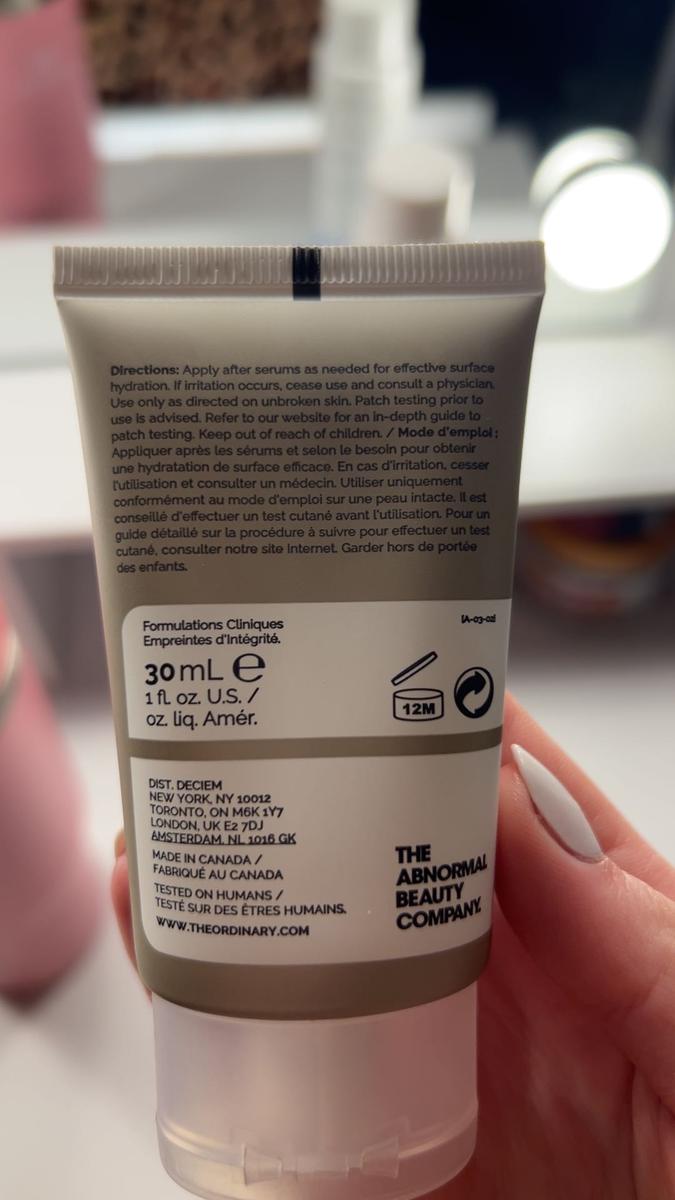 Directions: Apply after serums as needed for effective surface
hydration. If irritation occurs, cease use and consult a physician.
Use only as directed on unbroken skin. Patch testing prior to
use is advised. Refer to our website for an in-depth guide to
patch testing. Keep out of reach of children. / Mode d'emploi :
Appliquer après les sérums et selon le besoin pour obtenir
une hydratation de surface efficace. En cas d'irritation, cesser
l'utilisation et consulter un médecin. Utiliser uniquement
conformément au mode d'emploi sur une peau intacte. Il est
conseillé d'effectuer un test cutané avant l'utilisation. Pour un
guide détaillé sur la procédure à suivre pour effectuer un test
cutané, consulter notre site Internet. Garder hors de portée
des enfants.
Formulations Cliniques
Empreintes d'Intégrité.
[A-03-02]
30 mL e
1 fl. oz. U.S. /
oz. liq. Amér.
12M
DIST. DECIEM
NEW YORK, NY 10012
TORONTO, ON M6K 1Y7
LONDON, UK E2 7DJ
AMSTERDAM, NL 1016 GK
MADE IN CANADA /
FABRIQUÉ AU CANADA
TESTED ON HUMANS /
TESTÉ SUR DES ÊTRES HUMAINS.
WWW.THEORDINARY.COM
THE
ABNORMAL
BEAUTY
COMPANY.